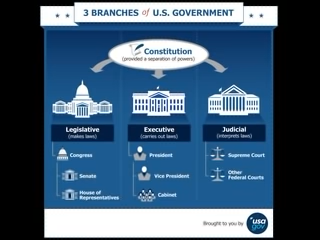 3 BRANCHES of U.S. GOVERNMENT
Constitution
(provided a separation of powers)
Legislative
(makes laws)
Executive
(carries out laws)
Judicial
(interprets laws)
Congress
Senate
House of
Representatives
President
Vice President
Cabinet
Supreme Court
Other
Federal Courts
Brought to you by
usa
gov